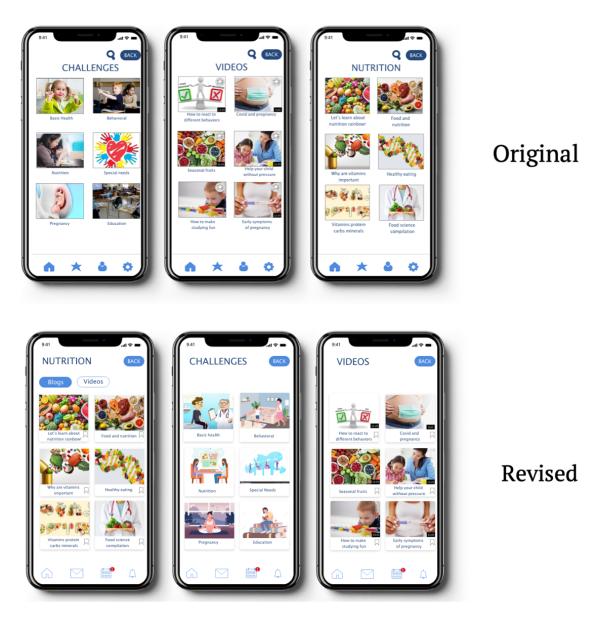 9:41
BACK
CHALLENGES
Basic Health
Behavioral
Nutrition
Special needs
Pregnancy
Education
9:41
BACK
VIDEOS
How to react to
different behaviors
Covid and pregnancy
Seasonal fruits
Help your child
without pressure
How to make
studying fun
Early symptoms
of pregnancy
9:41
BACK
NUTRITION
Let's learn about
nutrition rainbow!
Food and
nutrition
Why are vitamins
important
Healthy eating
Vitamins protein
carbs minerals
Food science
compilation
Original
9:41
NUTRITION
BACK
Blogs
Videos
Let's learn about
nutrition rainbow!
Food and nutrition
Why are vitamins
important
Healthy eating
Vitamins protein
carbs minerals
Food science
compilation
9:41
CHALLENGES
BACK
Basic health
Behavioral
Nutrition
Special Needs
Pregnancy
Education
9:41
VIDEOS
BACK
How to react to
different behaviors
Covid and
pregnancy
Seasonal fruits
Help your child
without pressure
How to make
studying fun
Early symptoms
of pregnancy
Revised